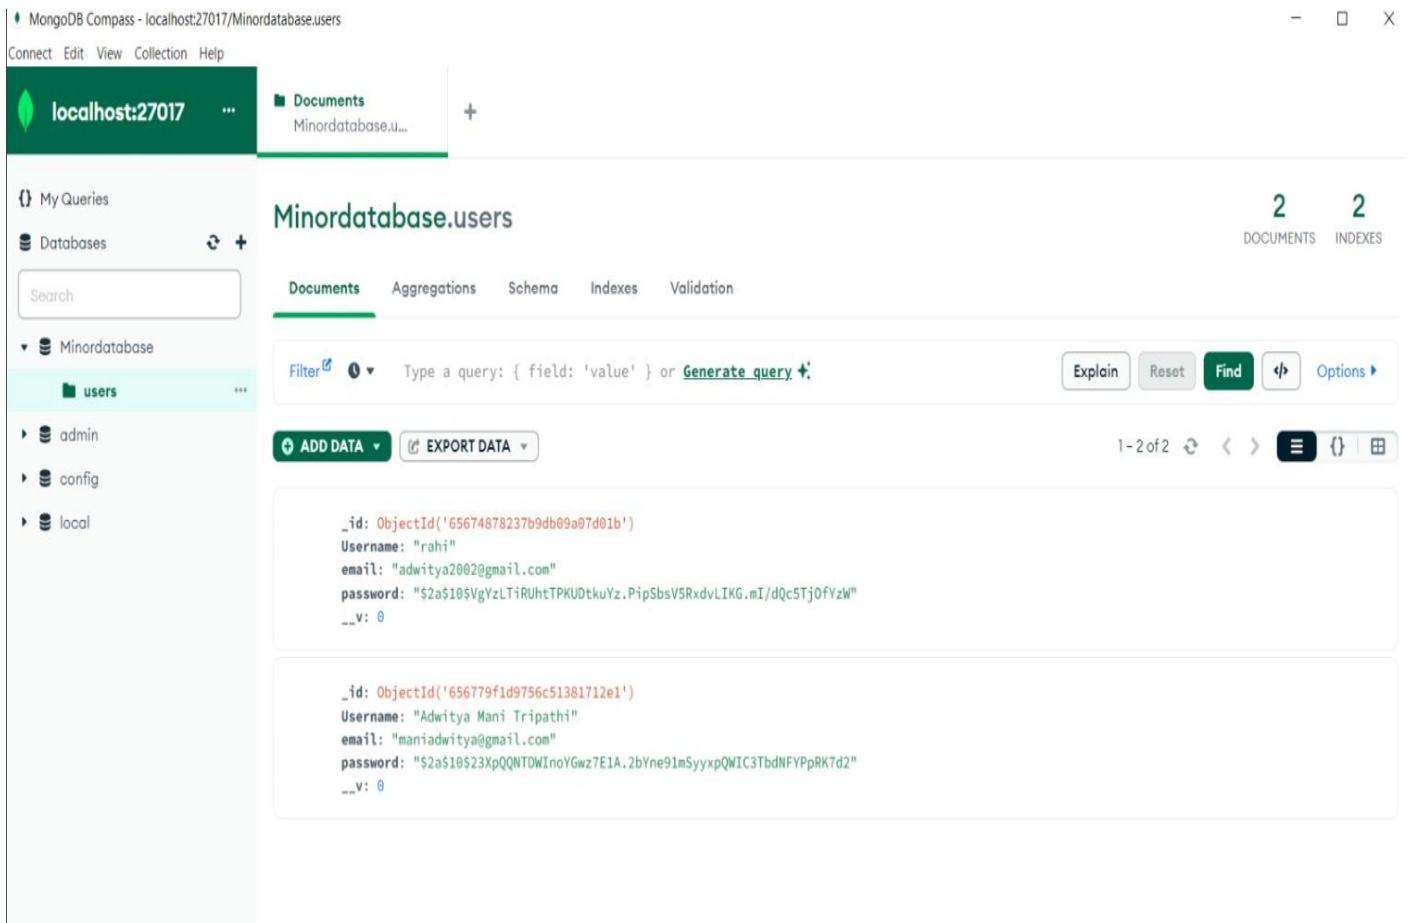 MongoDB Compass - localhost:27017/Minordatabase.users
Connect Edit View Collection Help
localhost:27017 ...
Documents
Minordatabase.u...
+
{} My Queries
Databases
Search
Minordatabase
users ...
admin
config
local
Minordatabase.users
2 DOCUMENTS
2 INDEXES
Documents Aggregations Schema Indexes Validation
Filter Type a query: { field: 'value' } or Generate query Explain Reset Find </> Options
ADD DATA EXPORT DATA 1 - 2 of 2 {}
_id: ObjectId('65674878237b9db09a07d01b')
Username: "rahi"
email: "adwitya2002@gmail.com"
password: "$2a$10$VgYzLTiRUhtTPKUDtkuYz.PipSbsV5RxdvLIKG.mI/dQc5TjOfYzW"
__v: 0
_id: ObjectId('656779f1d9756c51381712e1')
Username: "Adwitya Mani Tripathi"
email: "maniadwitya@gmail.com"
password: "$2a$10$23XpQQNTDWInoYGwz7E1A.2bYne91mSyyxpQWIC3TbdNFYPpRK7d2"
__v: 0